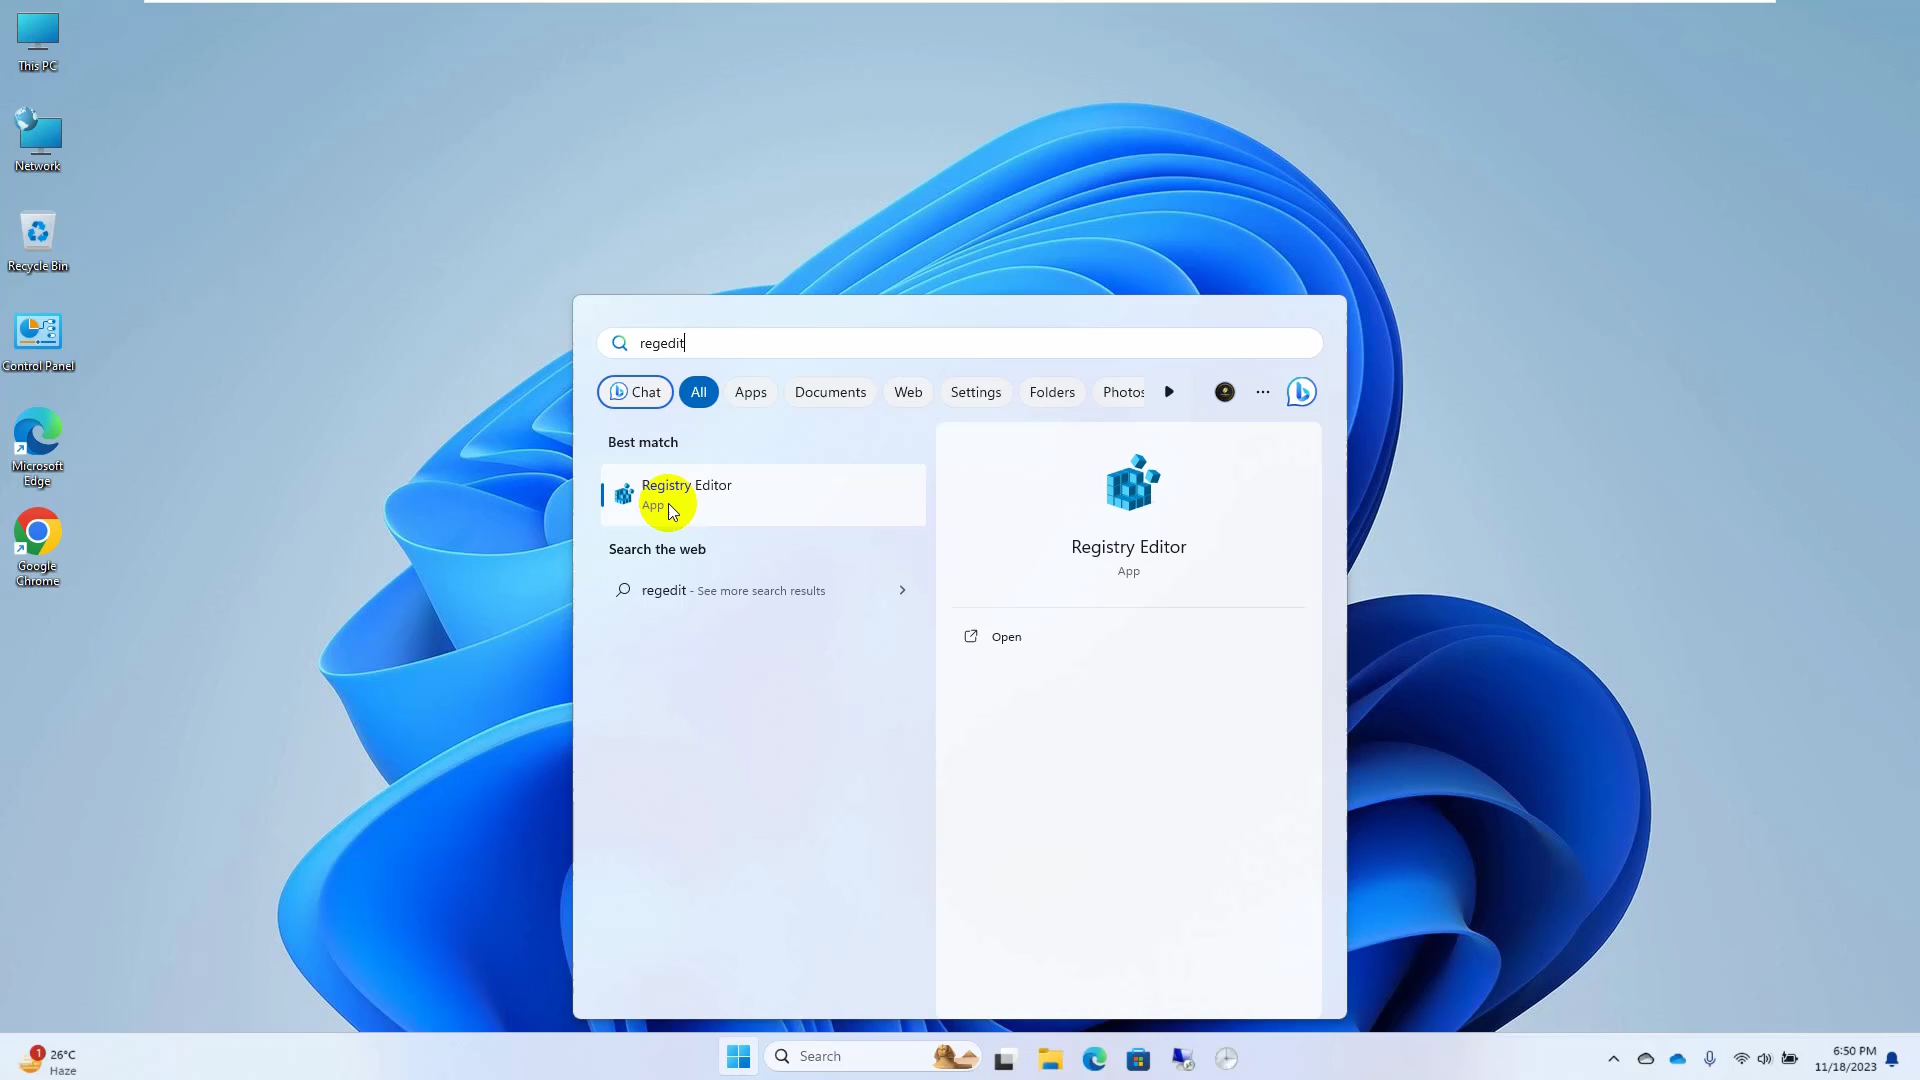 This PC
Network
Recycle Bin
Control Panel
Microsoft
Edge
Google
Chrome
regedit
Chat
All
Apps
Documents
Web
Settings
Folders
Photos
Best match
Registry Editor
App
Search the web
regedit - See more search results
Registry Editor
App
Open
1
26°C
Haze
Search
6:50 PM
11/18/2023